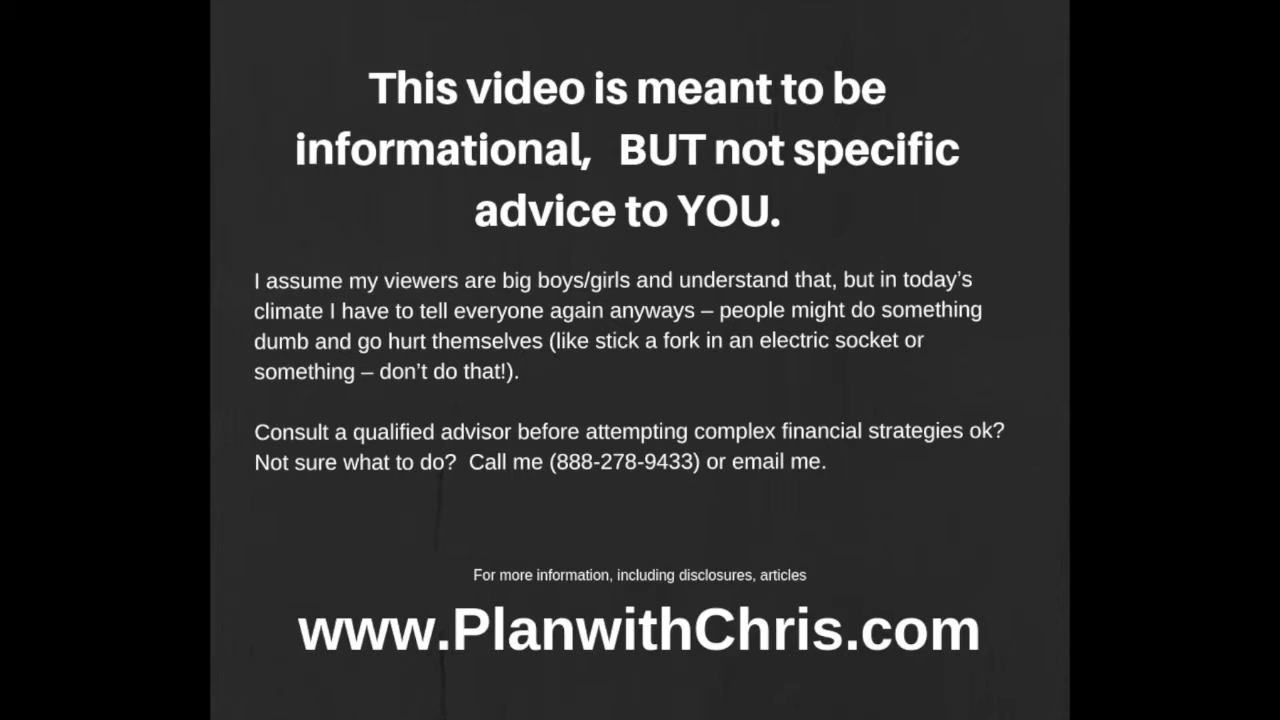 This video is meant to be
informational,   BUT not specific
advice to YOU.
I assume my viewers are big boys/girls and understand that, but in today’s
climate I have to tell everyone again anyways – people might do something
dumb and go hurt themselves (like stick a fork in an electric socket or
something – don’t do that!).
Consult a qualified advisor before attempting complex financial strategies ok?
Not sure what to do?  Call me (888-278-9433) or email me.
For more information, including disclosures, articles
www.PlanwithChris.com